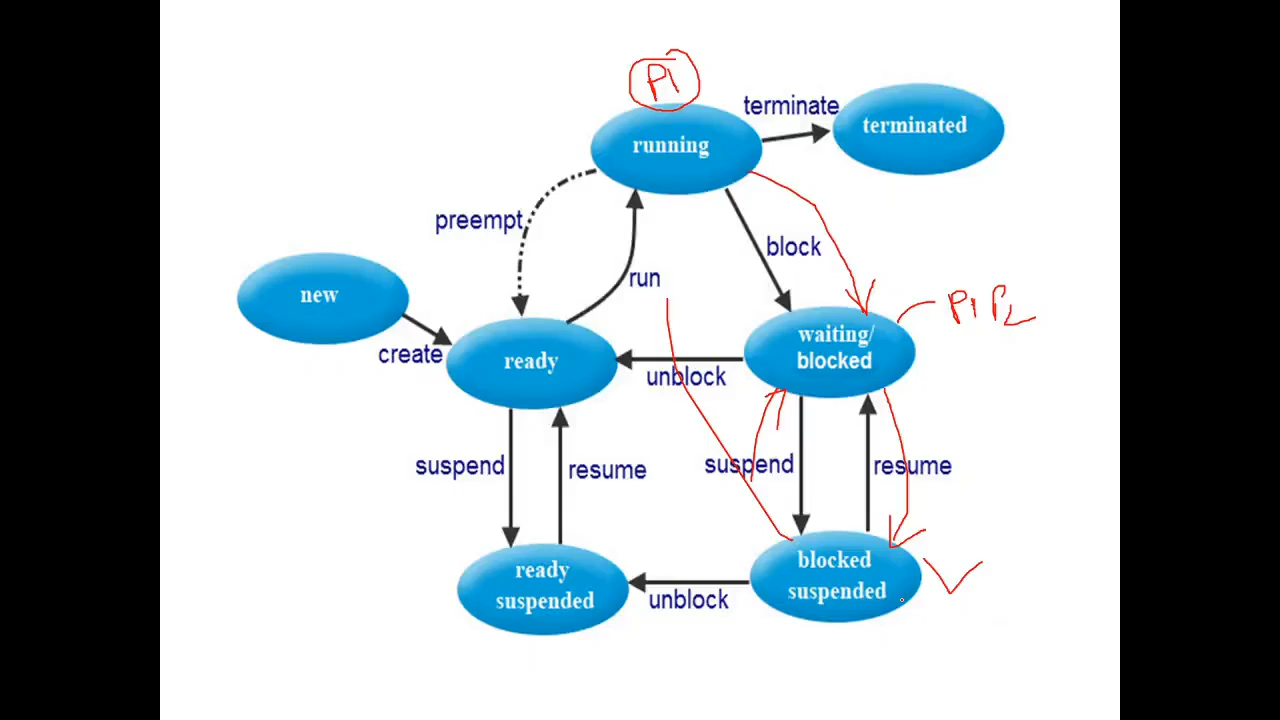 P1
terminate
terminated
running
preempt
block
run
new
P1 P2
create
waiting/
blocked
ready
unblock
suspend
resume
suspend
resume
ready
suspended
blocked
suspended
unblock